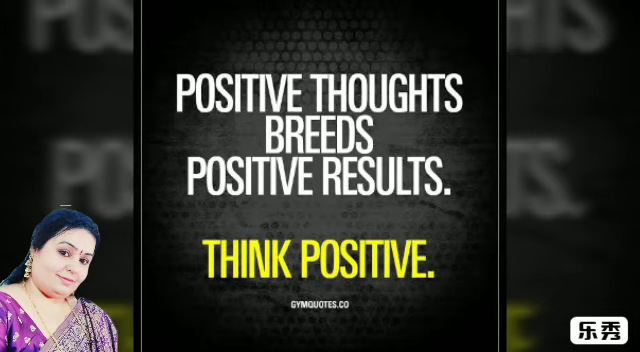 POSITIVE THOUGHTS
BREEDS
POSITIVE RESULTS.
THINK POSITIVE.
GYMQUOTES.CO
乐秀